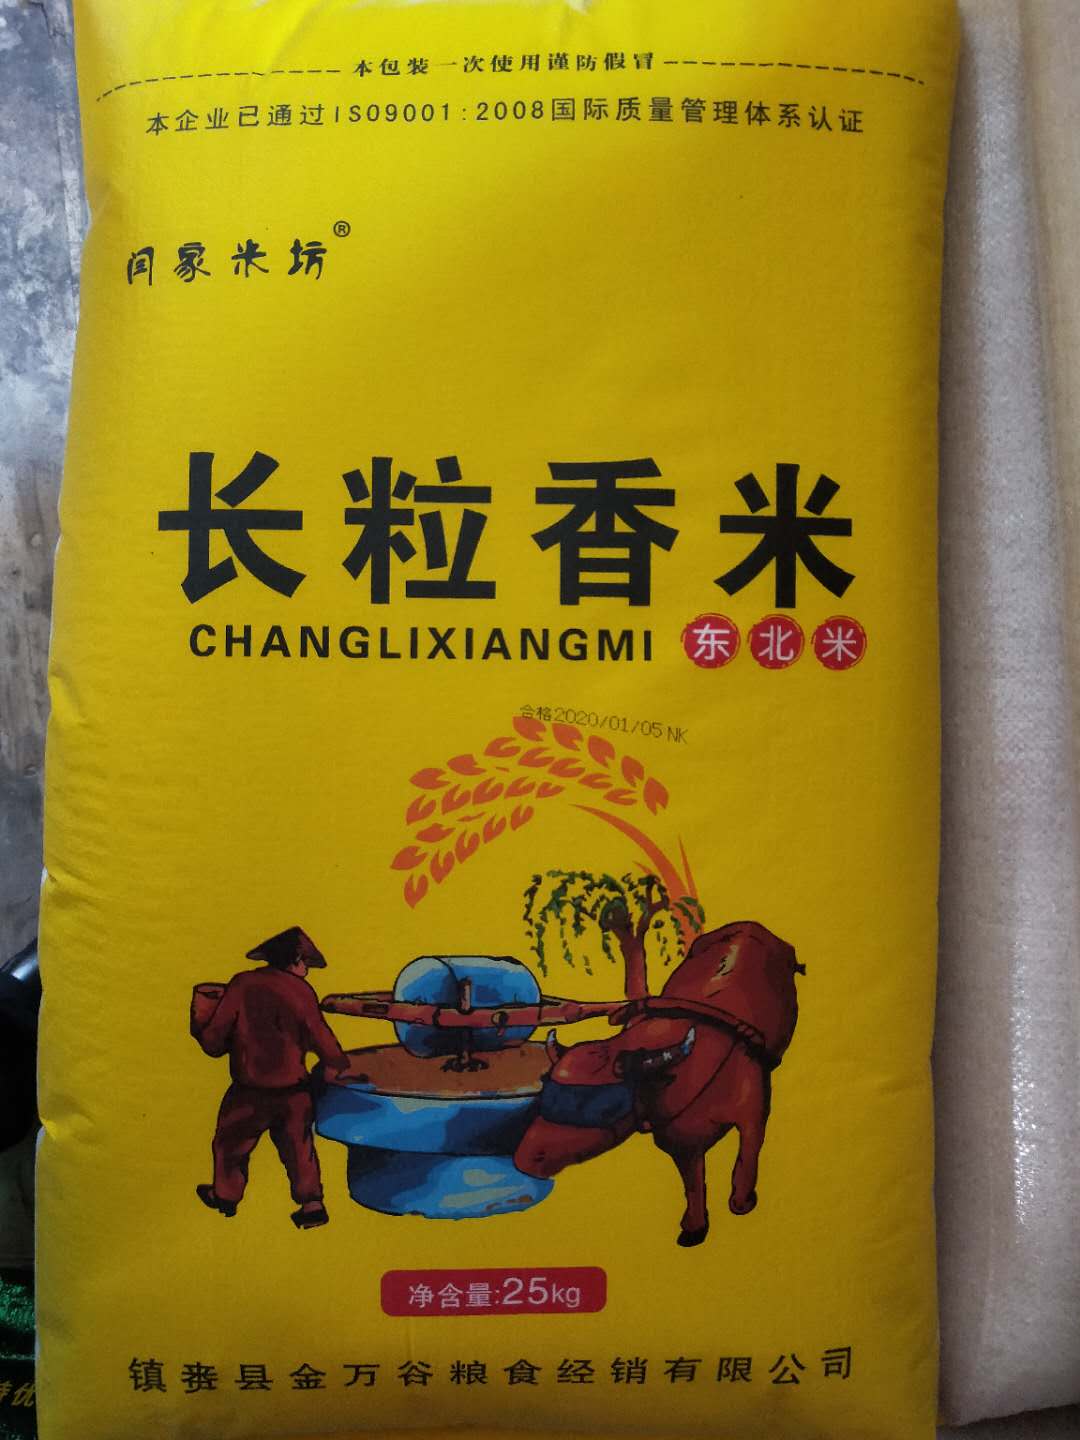 本包装一次使用谨防假冒
本企业已通过ISO9001:2008国际质量管理体系认证
闫家米坊®
长粒香米
CHANGLIXIANGMI 东北米
合格2020/01/05 NK
净含量:25kg
镇赉县金万谷粮食经销有限公司
优